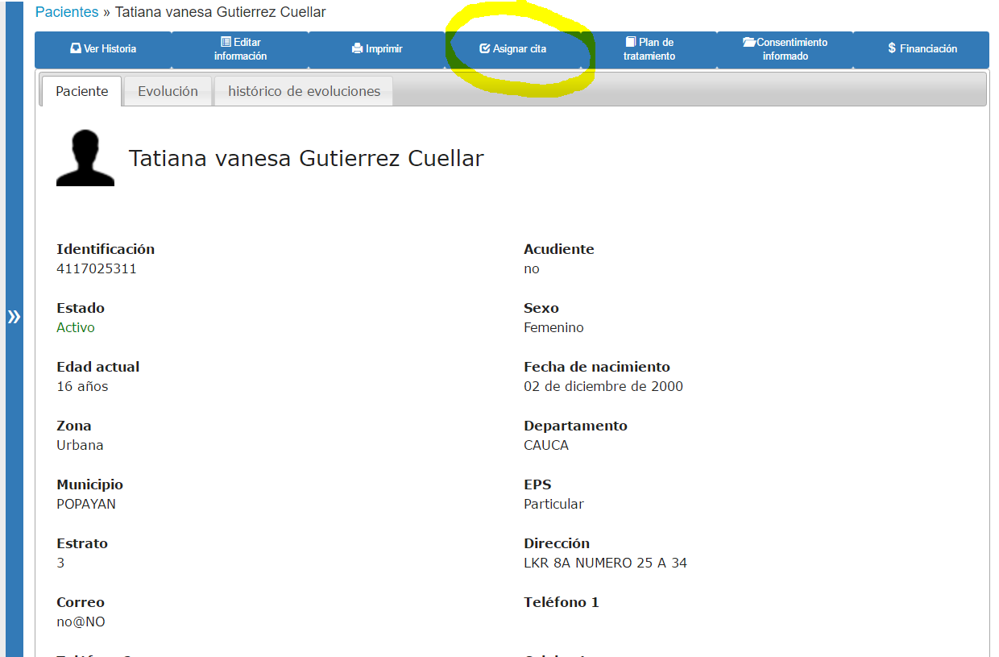 Pacientes » Tatiana vanesa Gutierrez Cuellar
Ver Historia
Editar
información
Imprimir
Asignar cita
Plan de
tratamiento
Consentimiento
informado
$ Financiación
Paciente
Evolución
histórico de evoluciones
Tatiana vanesa Gutierrez Cuellar
Identificación
4117025311
Acudiente
no
Estado
Activo
Sexo
Femenino
Edad actual
16 años
Fecha de nacimiento
02 de diciembre de 2000
Zona
Urbana
Departamento
CAUCA
Municipio
POPAYAN
EPS
Particular
Estrato
3
Dirección
LKR 8A NUMERO 25 A 34
Correo
no@NO
Teléfono 1